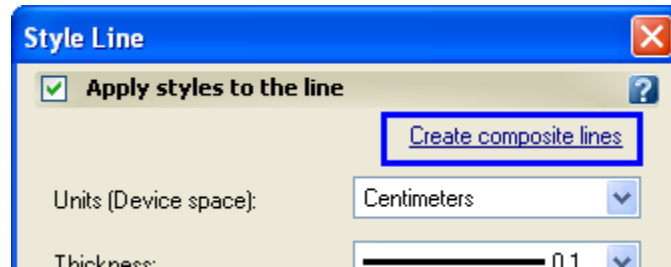 Style Line
Apply styles to the line
?
Create composite lines
Units (Device space): Centimeters
Thickness: 0.1